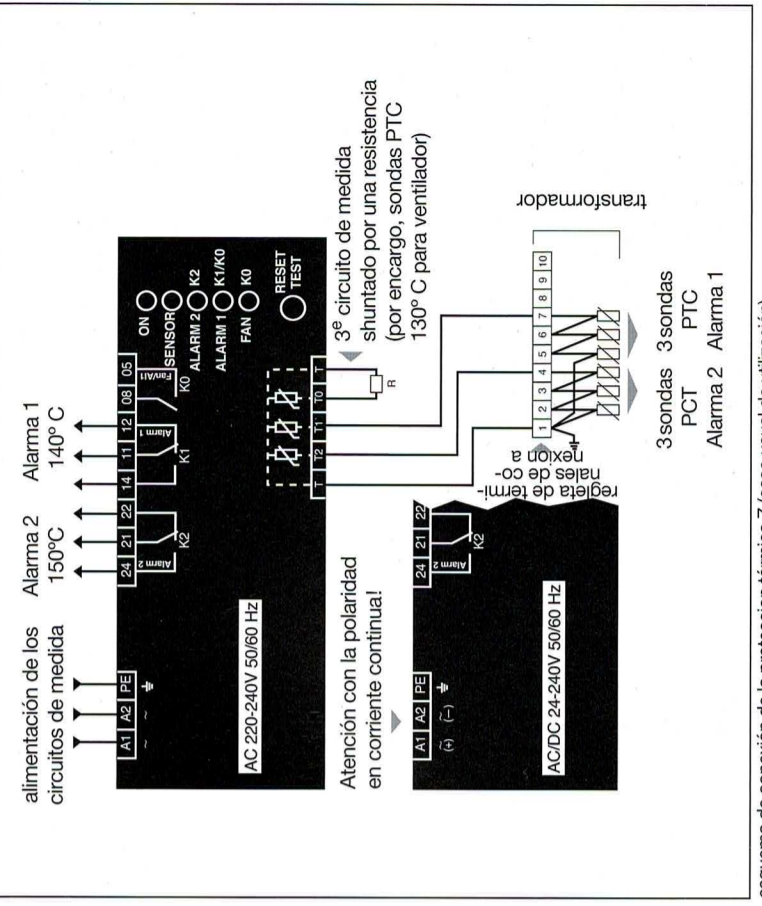 alimentación de los
circuitos de medida
Alarma 2
150ºC
Alarma 1
140º C
A1 A2 PE
24 21 22
14 11 12 08 05
~ ~
Alarm 2
K2
Alarm 1
K1
Fan/Al1
K0
AC 220-240V 50/60 Hz
ON
SENSOR
ALARM 2 K2
ALARM 1 K1/K0
FAN K0
RESET
TEST
T T2 T1 T0 T
R
3e circuito de medida
shuntado por una resistencia
(por encargo, sondas PTC
130º C para ventilador)
Atención con la polaridad
en corriente continua!
A1 A2 PE
24 21 22
~ ~
(+) (–)
Alarm 2
K2
AC/DC 24-240V 50/60 Hz
regleta de termi-
nales de co-
nexion a
1 2 3 4 5 6 7 8 9 10
transformador
3 sondas
PCT
Alarma 2
3 sondas
PTC
Alarma 1